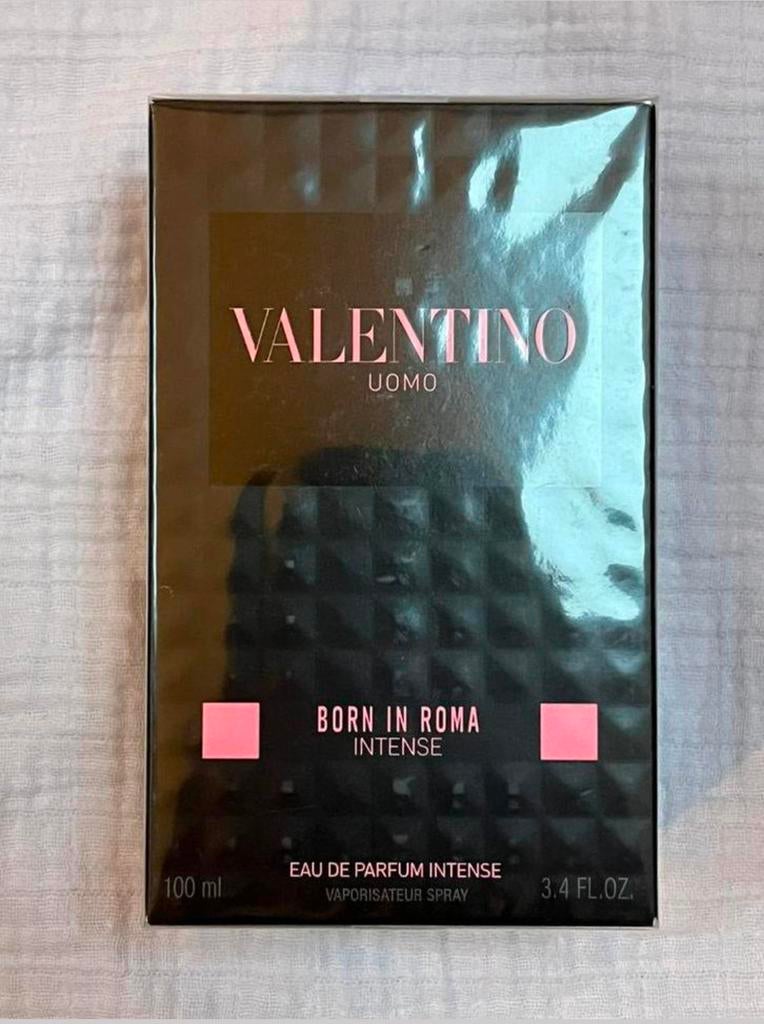 VALENTINO
UOMO
BORN IN ROMA
INTENSE
EAU DE PARFUM INTENSE
100 ml VAPORISATEUR SPRAY 3.4 FL.OZ.